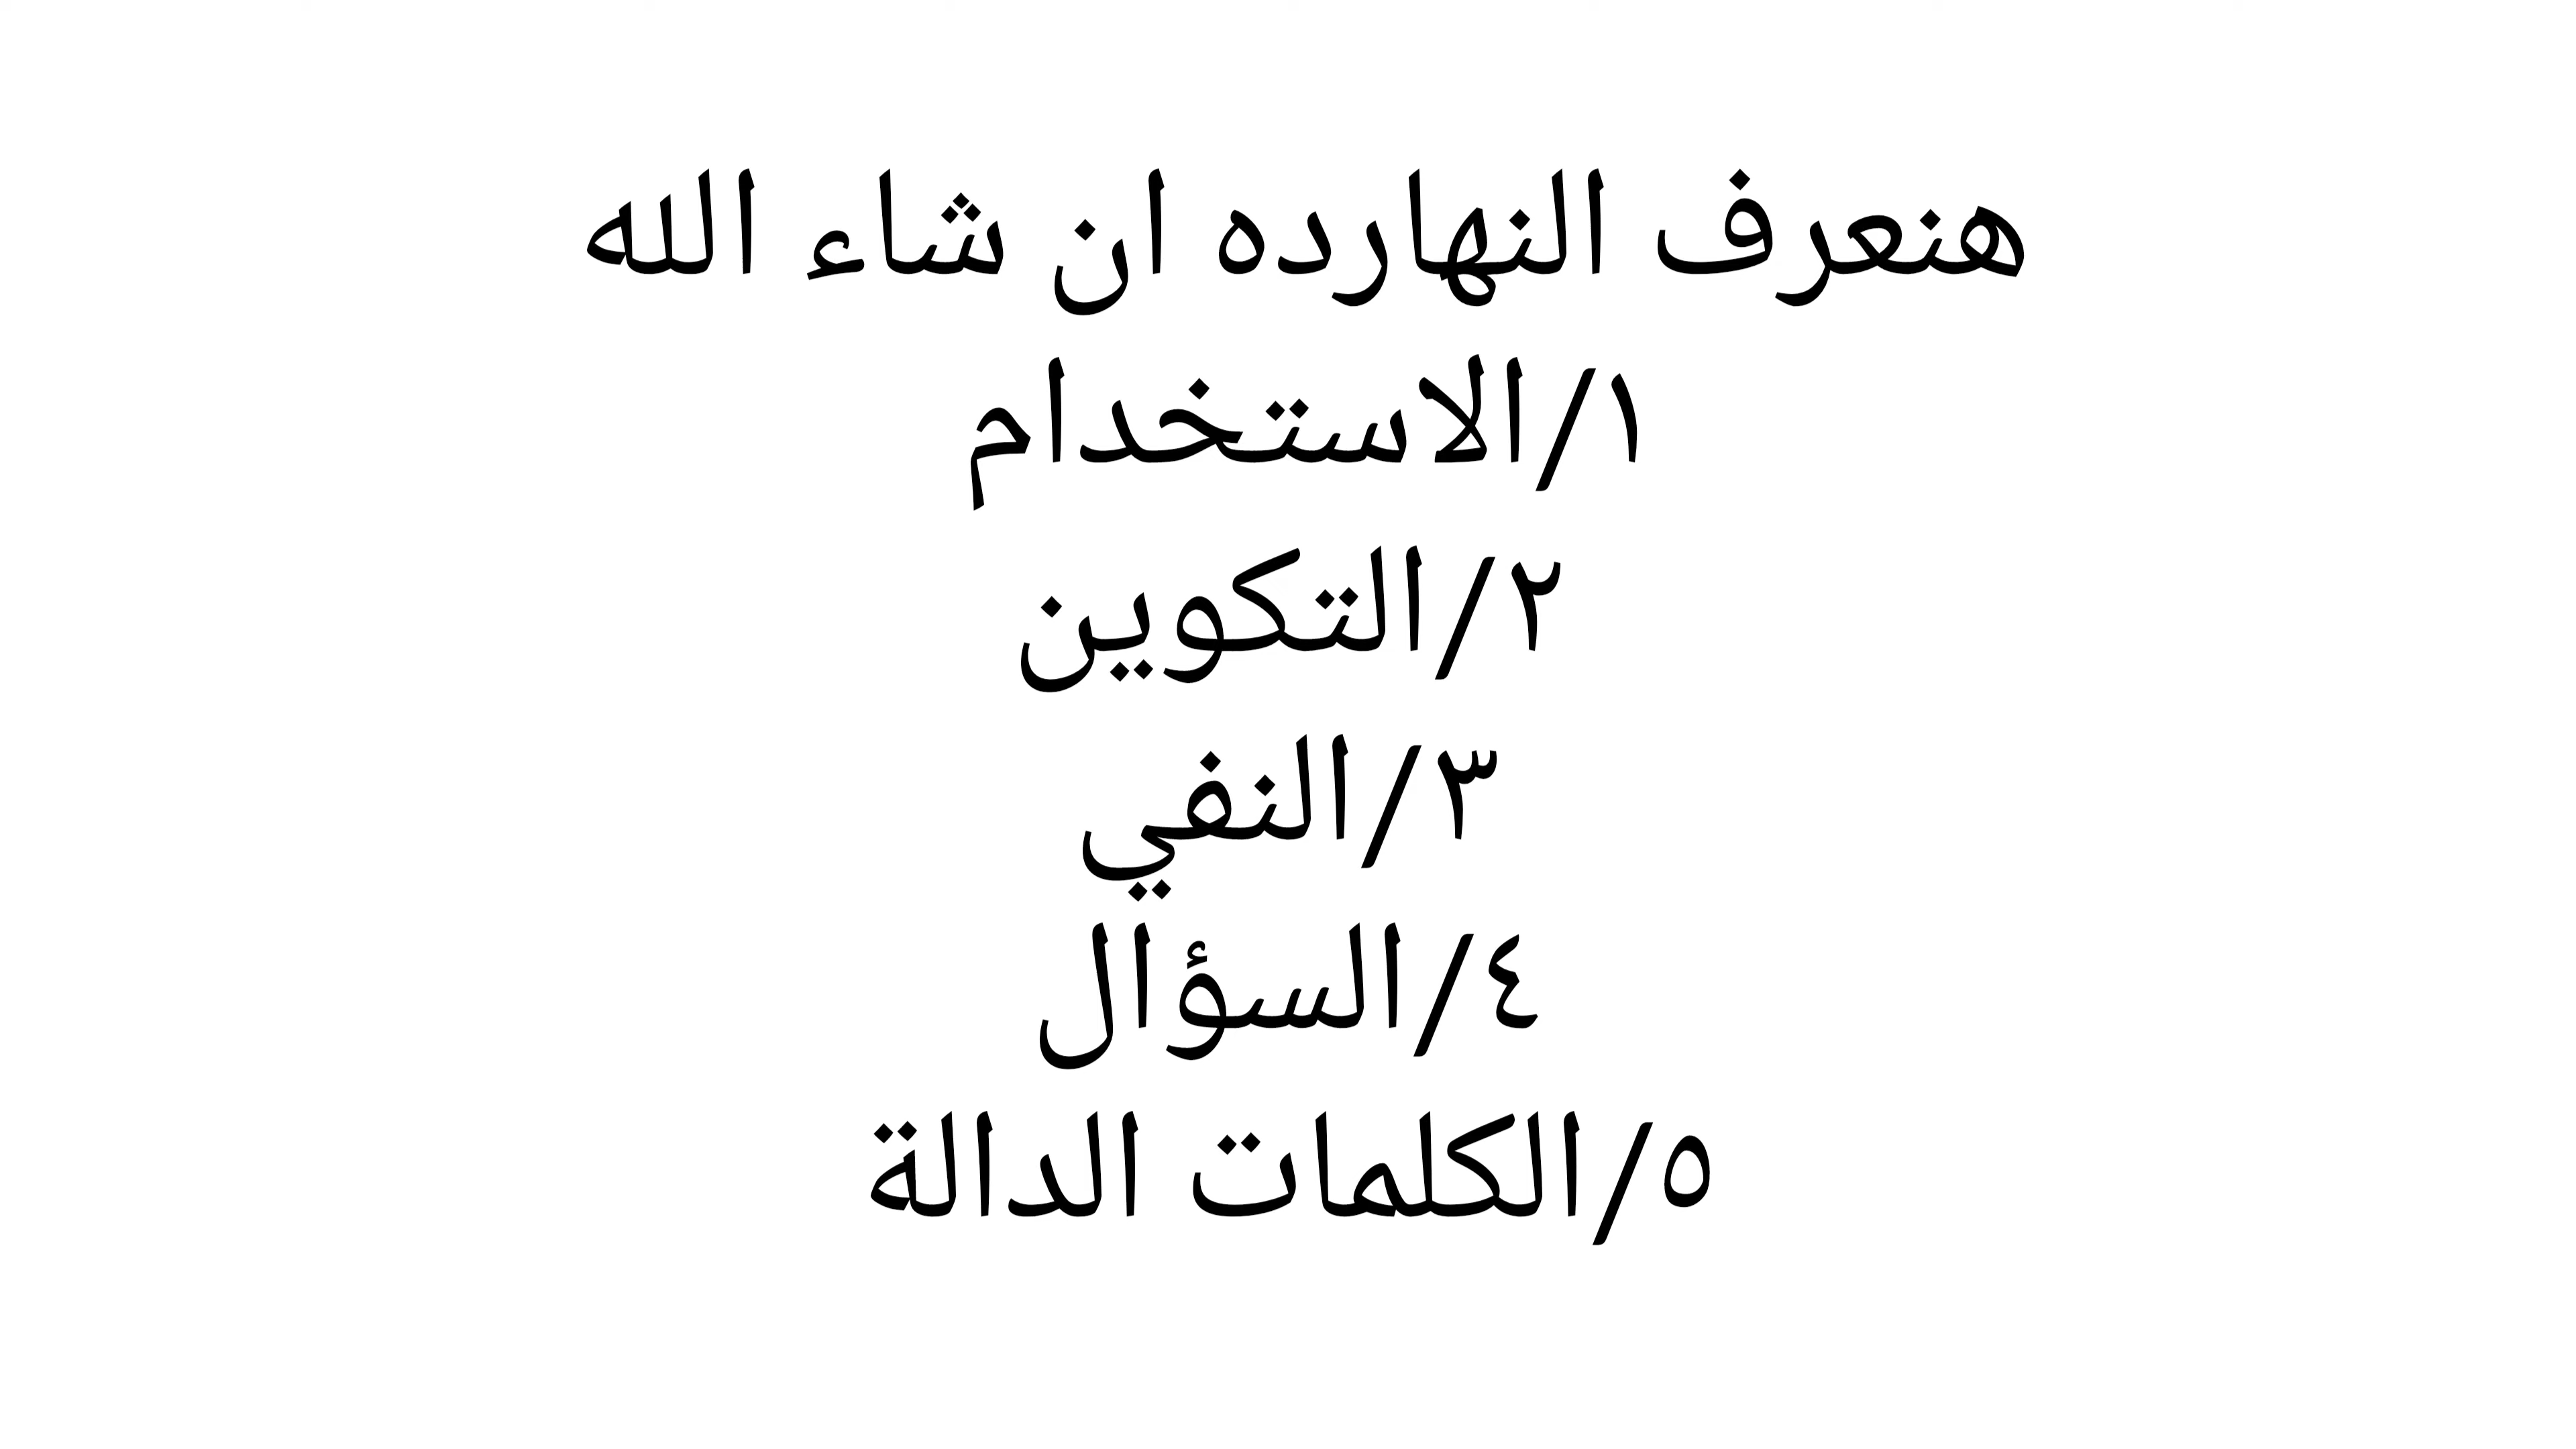 هنعرف النهارده ان شاء الله
١/الاستخدام
٢/التكوين
٣/النفي
٤/السؤال
٥/الكلمات الدالة